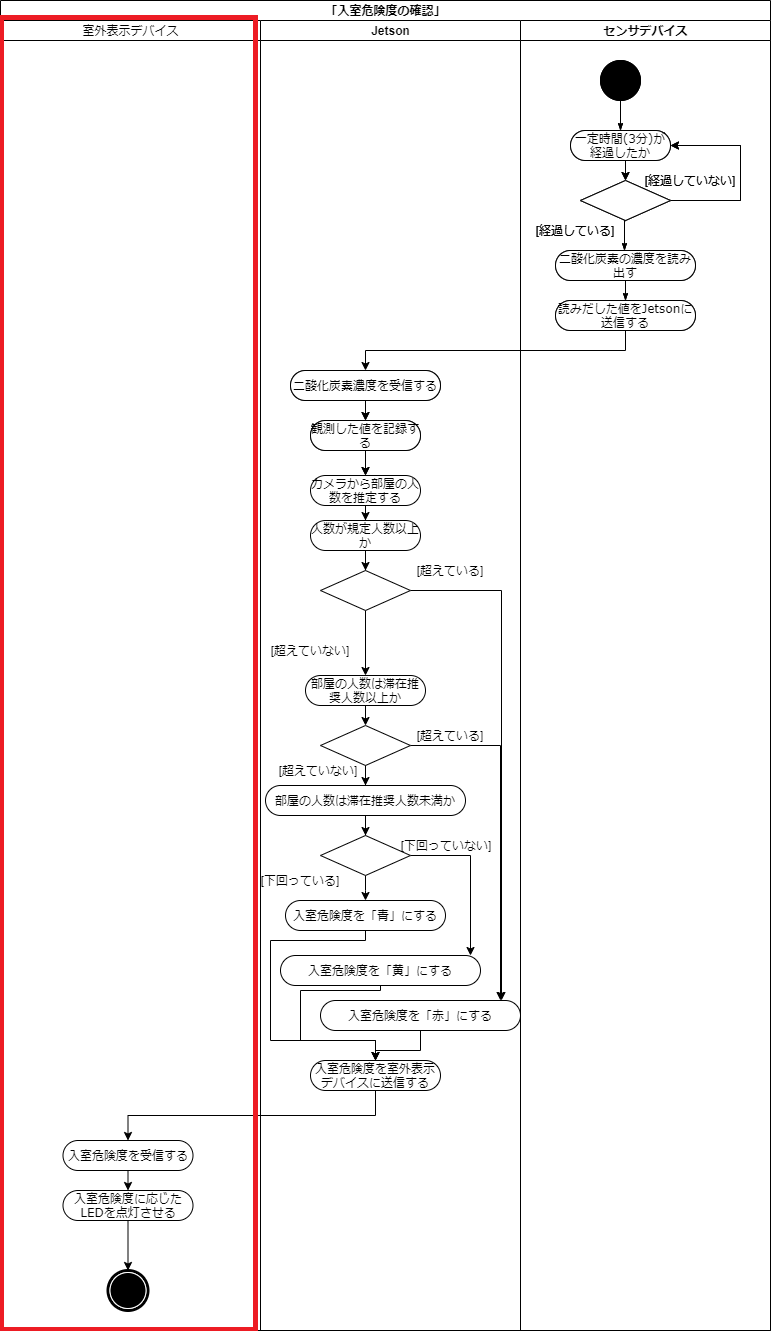 「入室危険度の確認」
室外表示デバイス
Jetson
センサデバイス
一定時間(3分)が
経過したか
[経過していない]
[経過している]
二酸化炭素の濃度を読み
出す
読みだした値をJetsonに
送信する
二酸化炭素濃度を受信する
観測した値を記録す
る
カメラから部屋の人
数を推定する
人数が規定人数以上
か
[超えている]
[超えていない]
部屋の人数は滞在推
奨人数以上か
[超えている]
[超えていない]
部屋の人数は滞在推奨人数未満か
[下回っていない]
[下回っている]
入室危険度を「青」にする
入室危険度を「黄」にする
入室危険度を「赤」にする
入室危険度を室外表示
デバイスに送信する
入室危険度を受信する
入室危険度に応じた
LEDを点灯させる